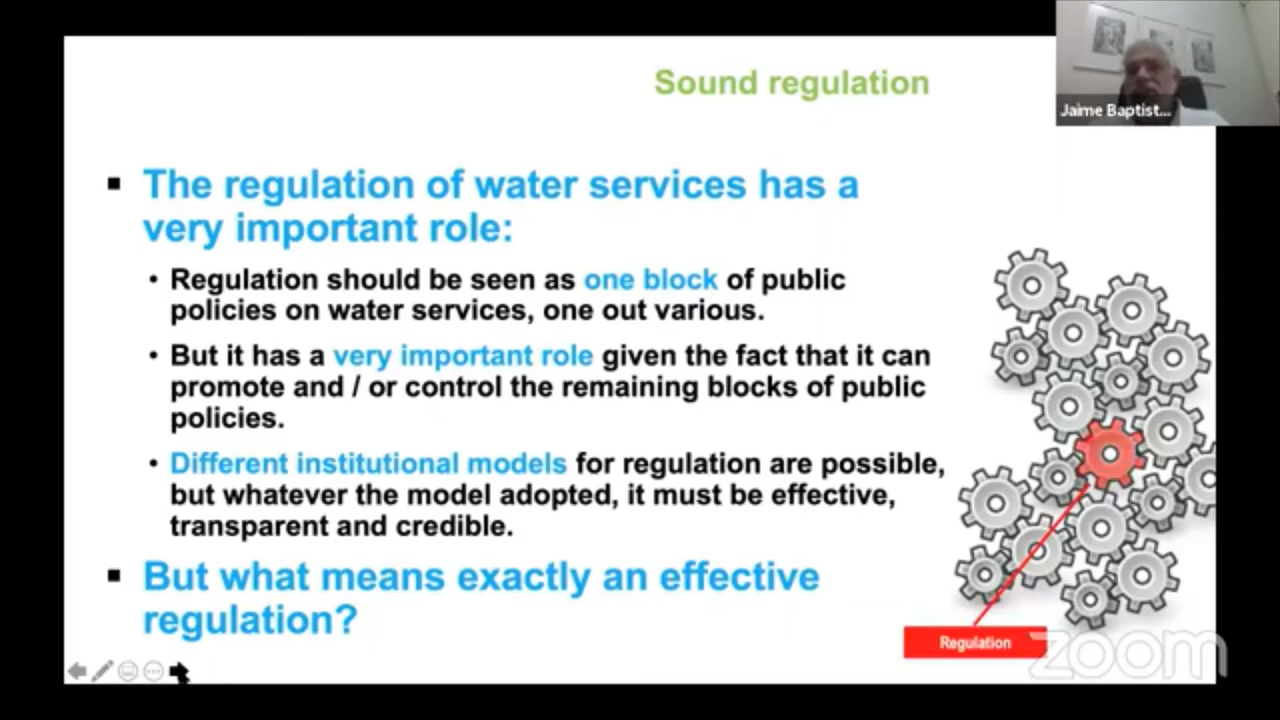 Sound regulation
Jaime Baptist...
▪ The regulation of water services has a
very important role:
• Regulation should be seen as one block of public
policies on water services, one out various.
• But it has a very important role given the fact that it can
promote and / or control the remaining blocks of public
policies.
• Different institutional models for regulation are possible,
but whatever the model adopted, it must be effective,
transparent and credible.
▪ But what means exactly an effective
regulation?
Regulation
zoom